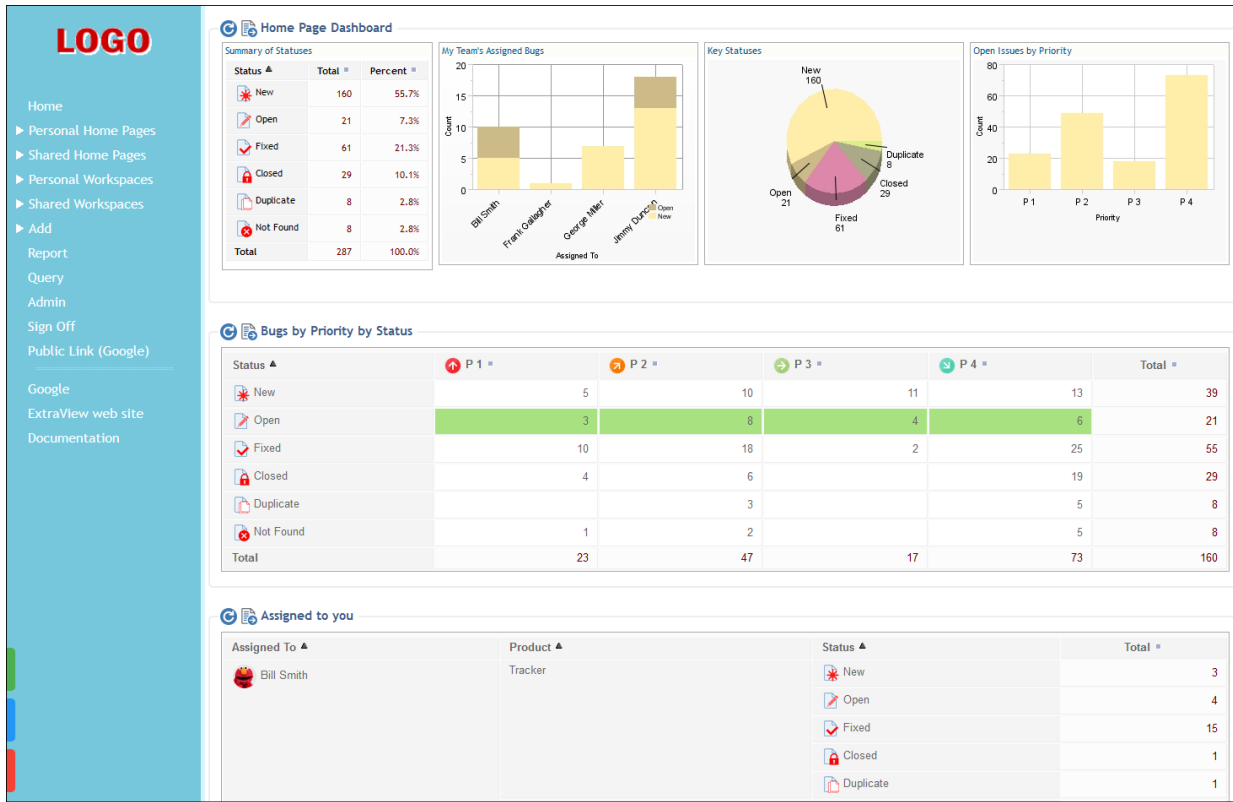 LOGO
Home
Personal Home Pages
Shared Home Pages
Personal Workspaces
Shared Workspaces
Add
Report
Query
Admin
Sign Off
Public Link (Google)
Google
ExtraView web site
Documentation
Home Page Dashboard
Summary of Statuses
Status Total Percent
New 160 55.7%
Open 21 7.3%
Fixed 61 21.3%
Closed 29 10.1%
Duplicate 8 2.8%
Not Found 8 2.8%
Total 287 100.0%
My Team's Assigned Bugs
20
15
10
5
0
Count
Bill Smith
Frank Gallagher
George Miller
Jimmy Duncan
Open
New
Assigned To
Key Statuses
New
160
Duplicate
8
Closed
29
Open
21
Fixed
61
Open Issues by Priority
80
60
40
20
0
Count
P 1 P 2 P 3 P 4
Priority
Bugs by Priority by Status
Status P 1 P 2 P 3 P 4 Total
New 5 10 11 13 39
Open 3 8 4 6 21
Fixed 10 18 2 25 55
Closed 4 6 19 29
Duplicate 3 5 8
Not Found 1 2 5 8
Total 23 47 17 73 160
Assigned to you
Assigned To Product Status Total
Bill Smith Tracker New 3
Open 4
Fixed 15
Closed 1
Duplicate 1